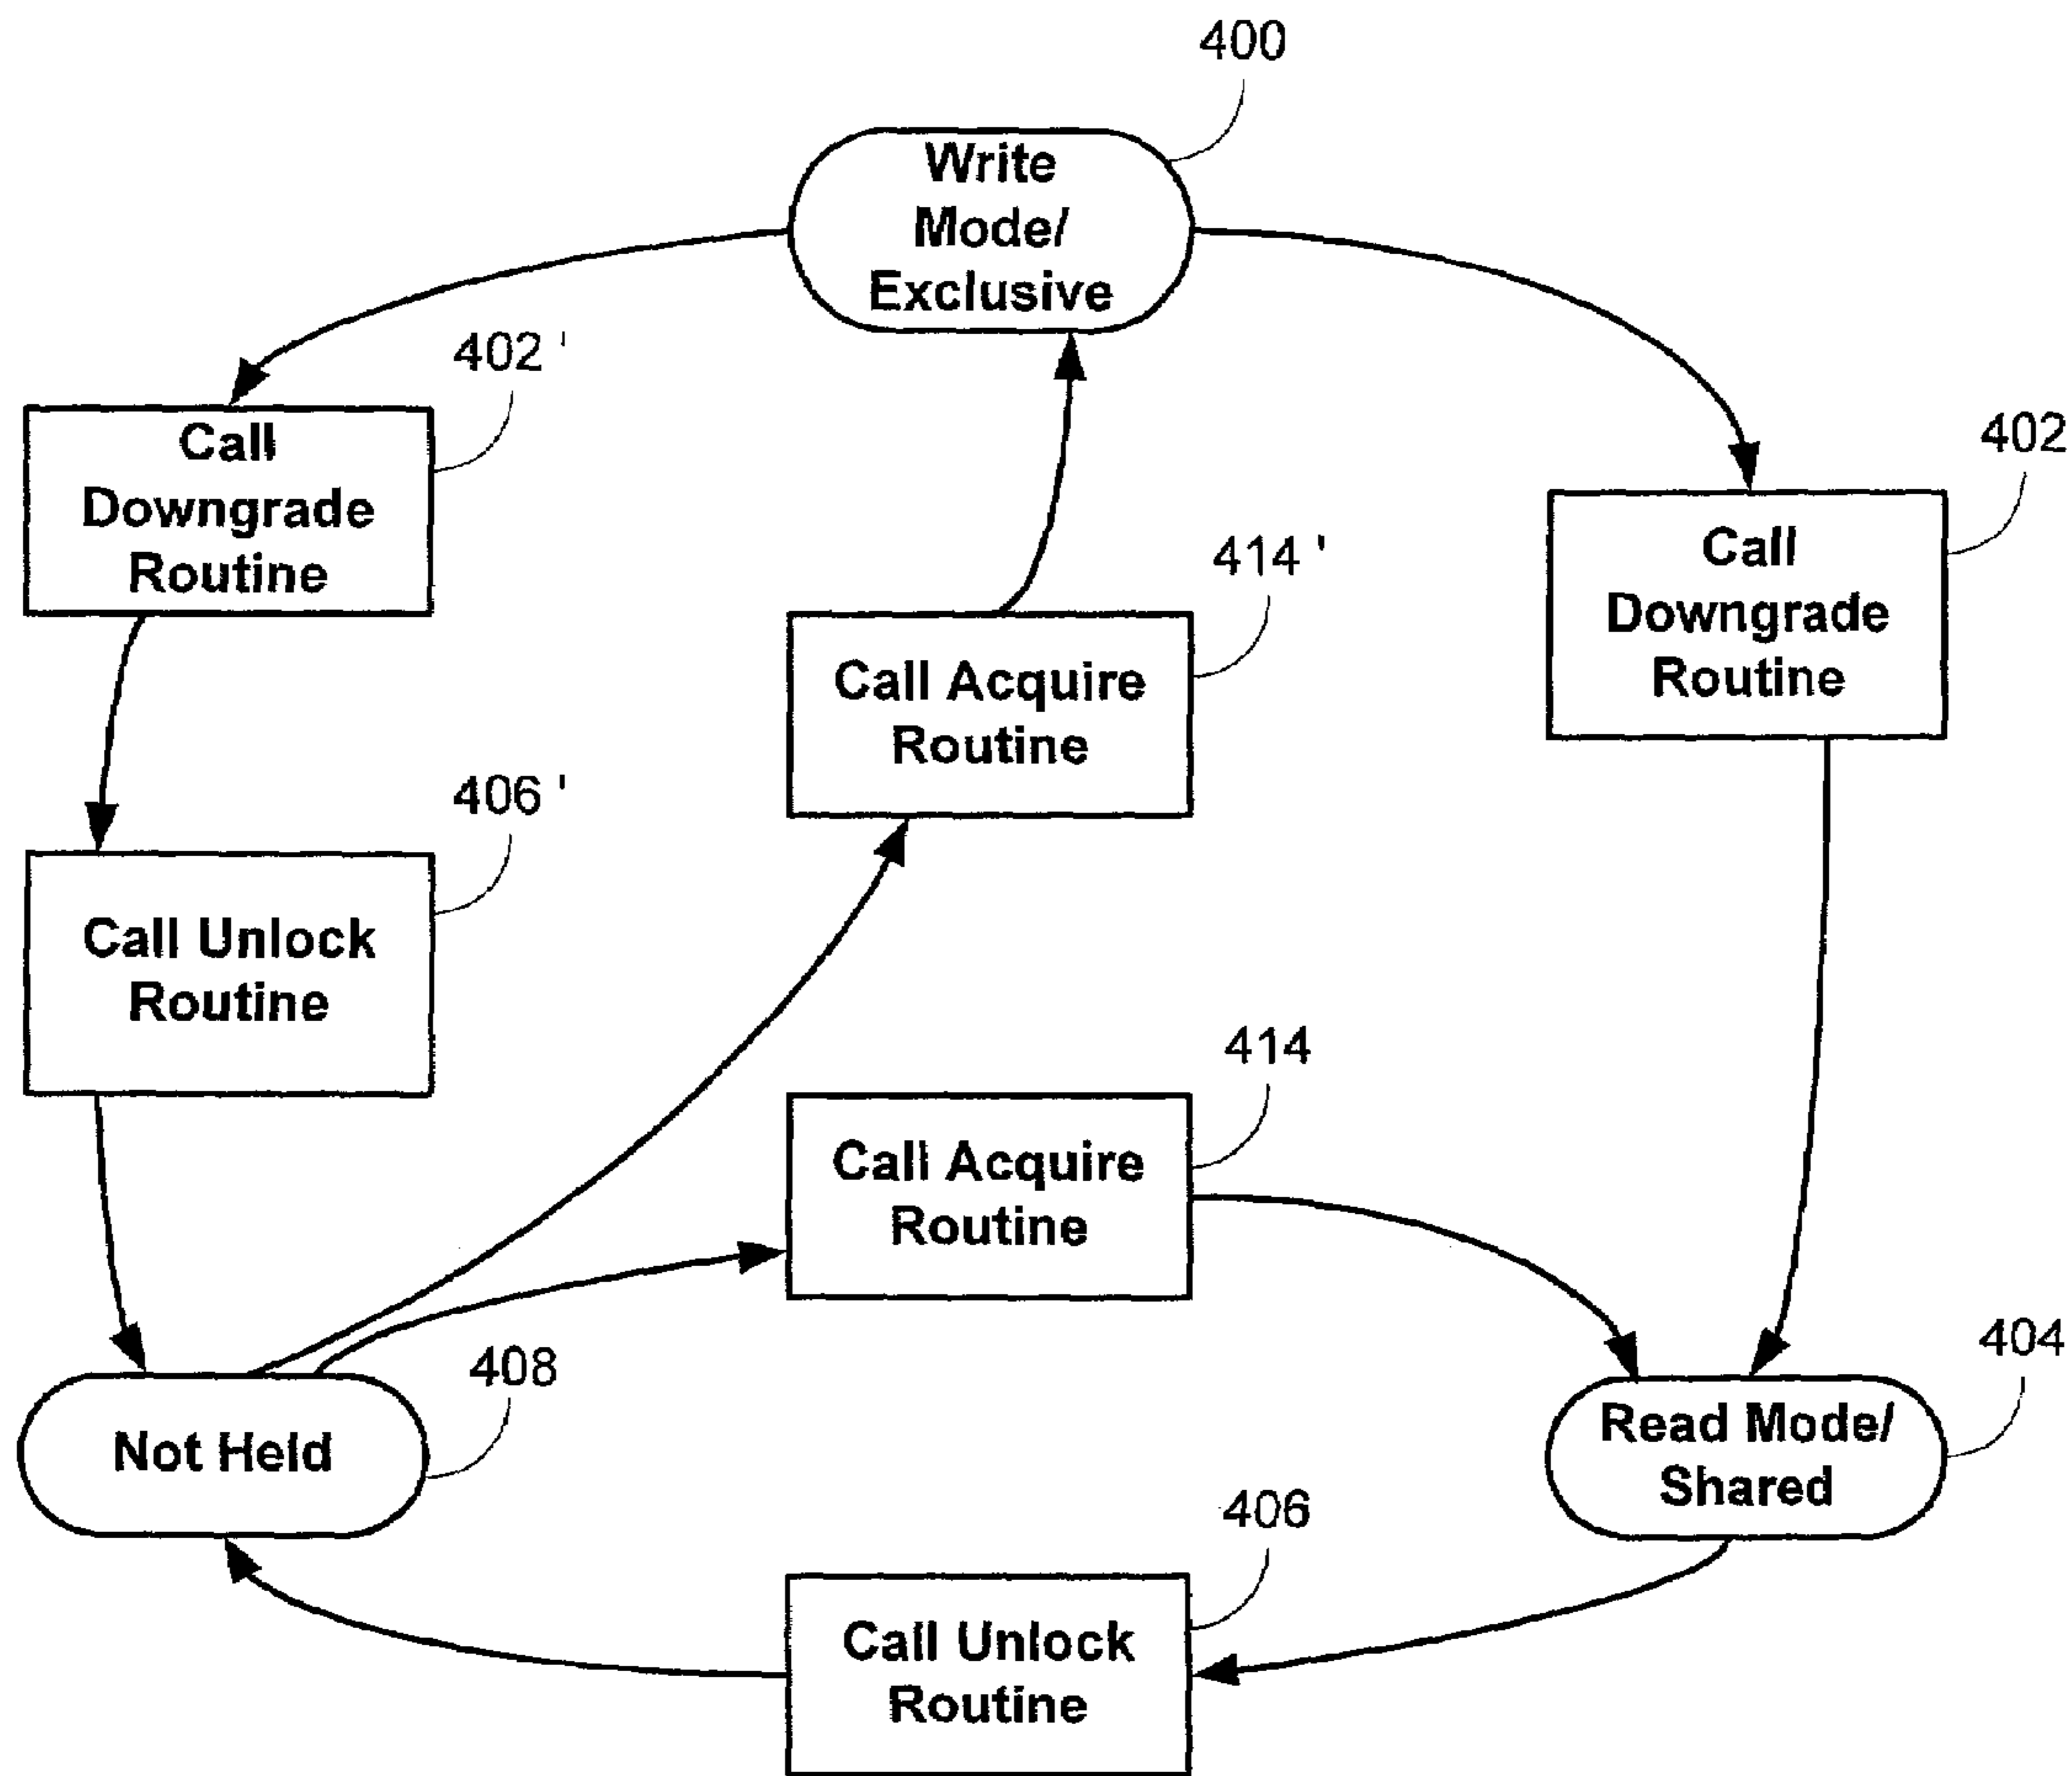 400
Write
Mode/
Exclusive
402 '
Call
Downgrade
Routine
402
Call
Downgrade
Routine
414 '
Call Acquire
Routine
406 '
Call Unlock
Routine
414
Call Acquire
Routine
408
Not Held
404
Read Mode/
Shared
406
Call Unlock
Routine